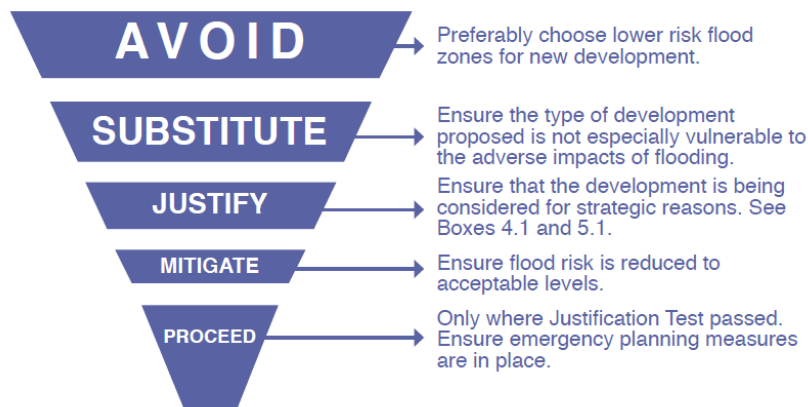 AVOID
Preferably choose lower risk flood
zones for new development.
SUBSTITUTE
Ensure the type of development
proposed is not especially vulnerable to
the adverse impacts of flooding.
JUSTIFY
Ensure that the development is being
considered for strategic reasons. See
Boxes 4.1 and 5.1.
MITIGATE
Ensure flood risk is reduced to
acceptable levels.
PROCEED
Only where Justification Test passed.
Ensure emergency planning measures
are in place.